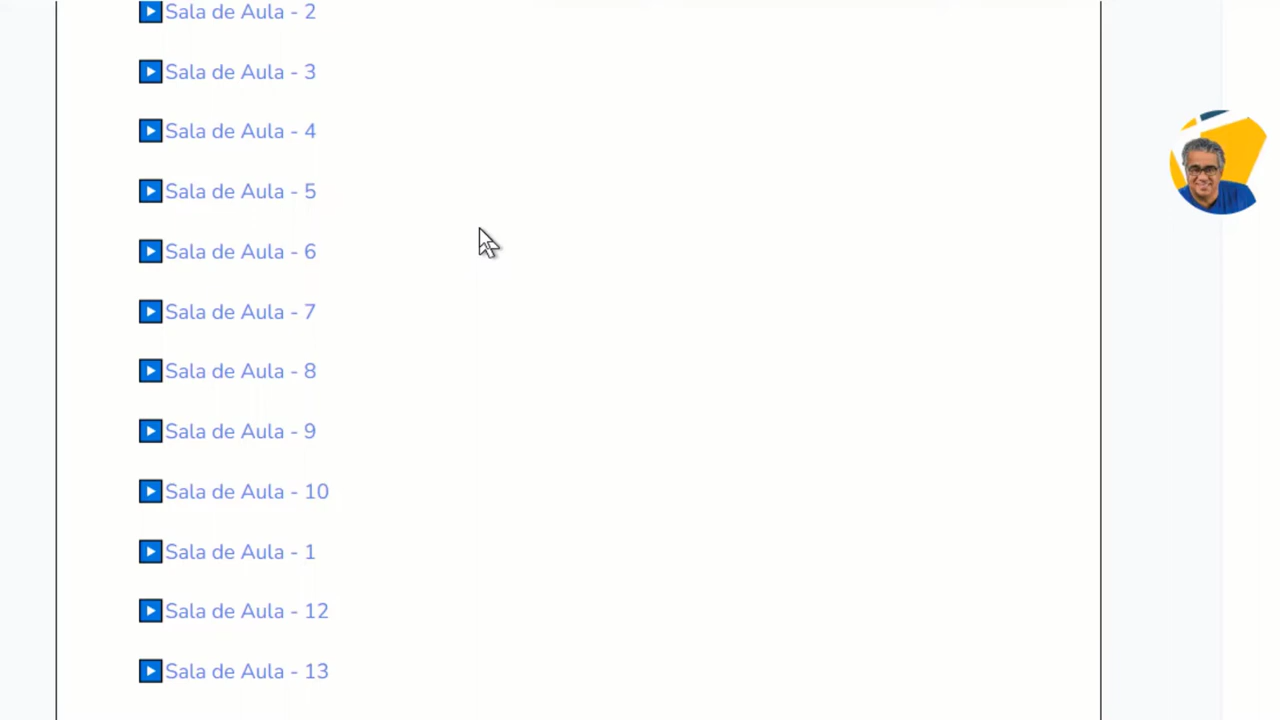 Sala de Aula - 2
Sala de Aula - 3
Sala de Aula - 4
Sala de Aula - 5
Sala de Aula - 6
Sala de Aula - 7
Sala de Aula - 8
Sala de Aula - 9
Sala de Aula - 10
Sala de Aula - 1
Sala de Aula - 12
Sala de Aula - 13